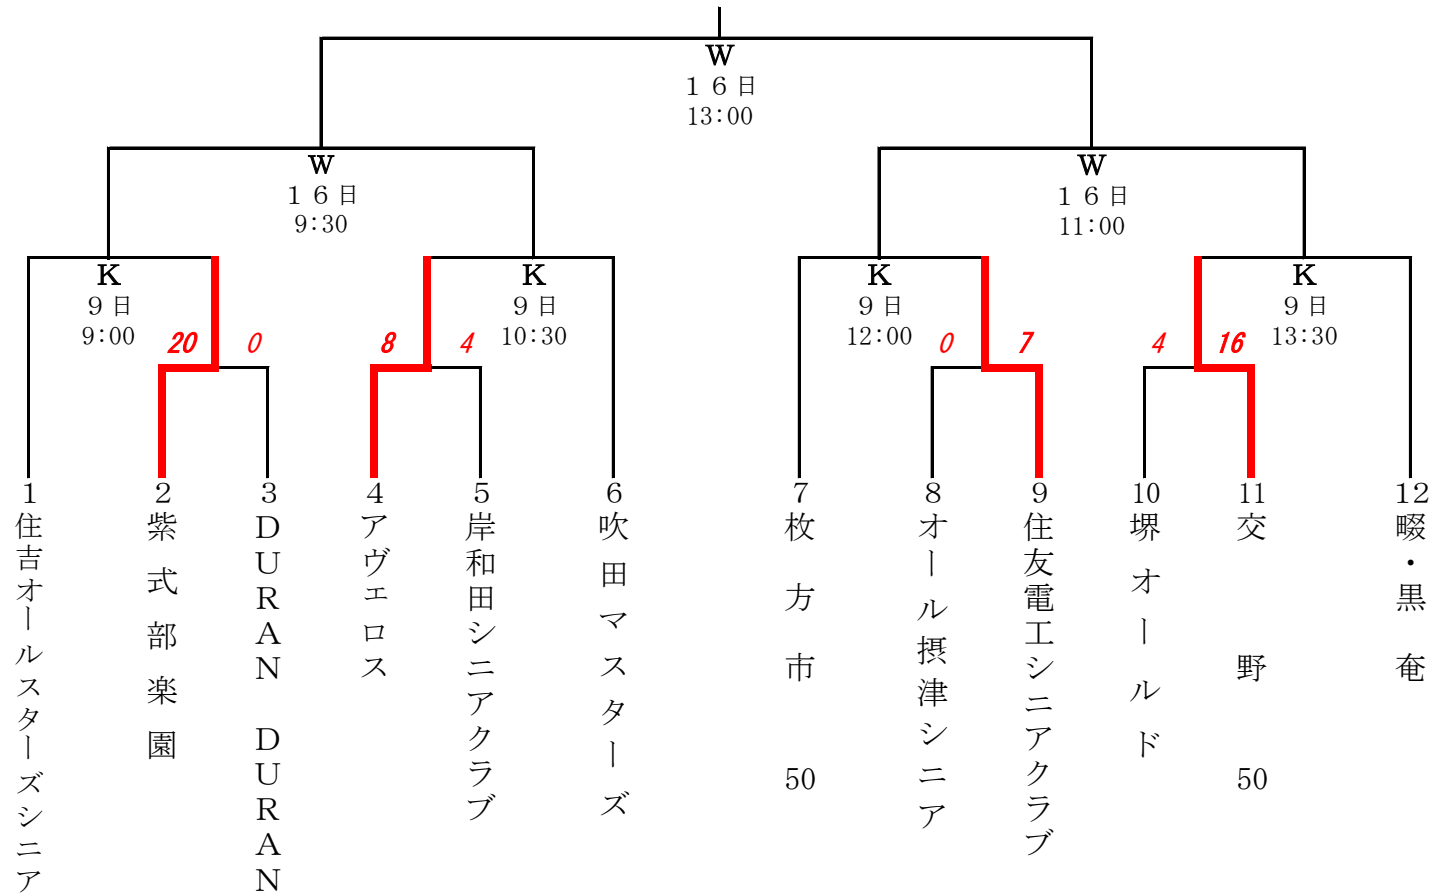 W
１６日
13:00
W
１６日
9:30
W
１６日
11:00
K
９日
9:00
K
９日
10:30
K
９日
12:00
K
９日
13:30
20
0
8
4
0
7
4
16
1
住吉オールスターズシニア
2
紫式部楽園
3
DURAN DURAN
4
アヴェロス
5
岸和田シニアクラブ
6
吹田マスターズ
7
枚方市50
8
オール摂津シニア
9
住友電工シニアクラブ
10
堺オールド
11
交野50
12
畷・黒奄